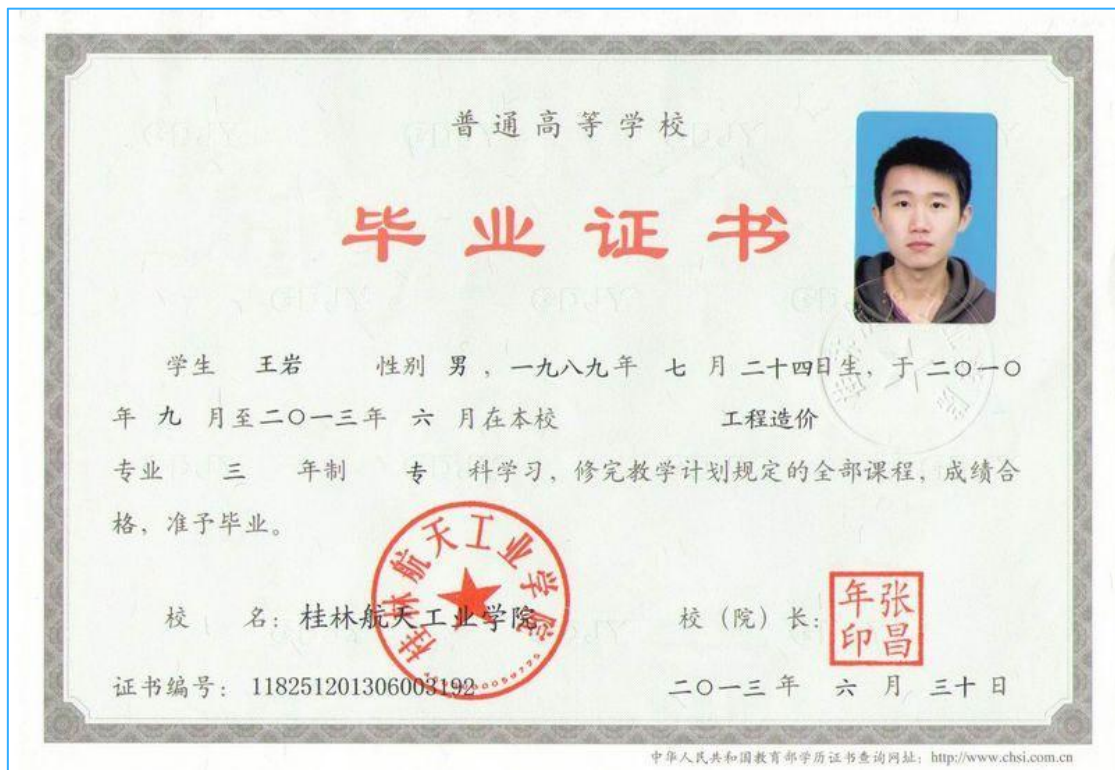 普通高等学校
毕业证书
学生 王岩 性别 男，一九八九年 七 月 二十四日生，于 二〇一〇
年 九 月至二〇一三年 六 月在本校 工程造价
专业 三 年制 专 科学习，修完教学计划规定的全部课程，成绩合
格，准予毕业。
桂林航天工业学院
校 名：桂林航天工业学院 校（院）长：
张昌年印
证书编号：118251201306003192 二〇一三年 六 月 三十日
中华人民共和国教育部学历证书查询网址：http://www.chsi.com.cn